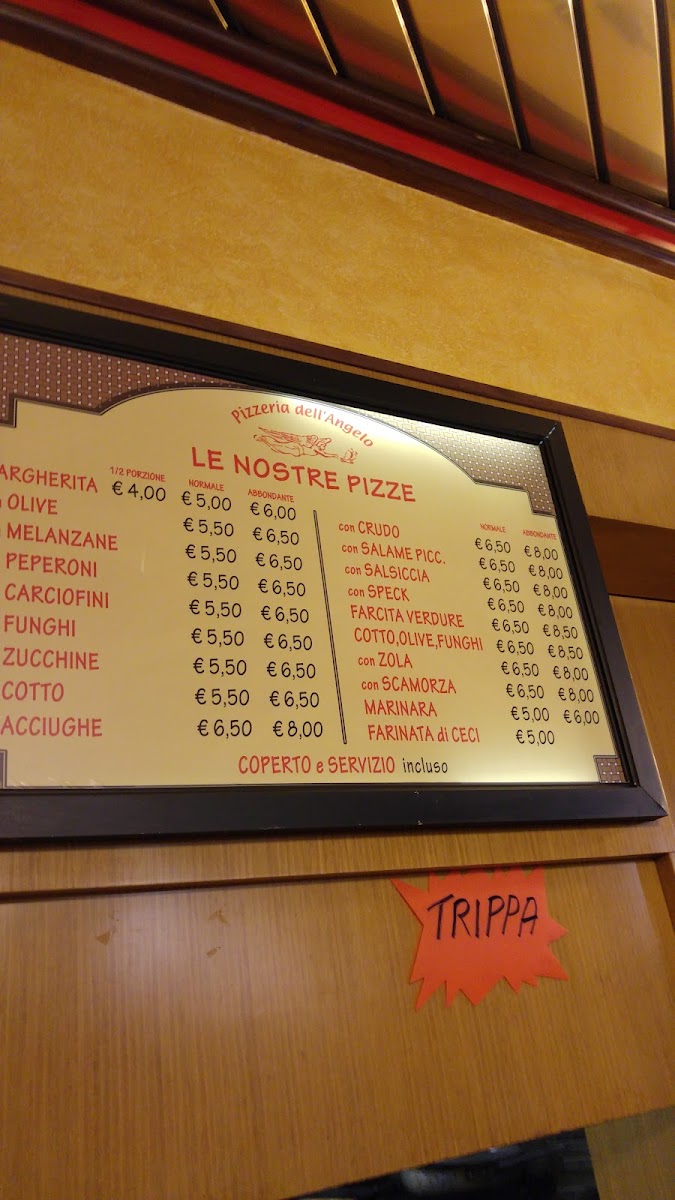 Pizzeria dell'Angelo
LE NOSTRE PIZZE
1/2 PORZIONE NORMALE ABBONDANTE
ARGHERITA € 4,00 € 5,00 € 6,00
OLIVE € 5,50 € 6,50
MELANZANE € 5,50 € 6,50
PEPERONI € 5,50 € 6,50
CARCIOFINI € 5,50 € 6,50
FUNGHI € 5,50 € 6,50
ZUCCHINE € 5,50 € 6,50
COTTO € 5,50 € 6,50
ACCIUGHE € 6,50 € 8,00
NORMALE ABBONDANTE
con CRUDO € 6,50 € 8,00
con SALAME PICC. € 6,50 € 8,00
con SALSICCIA € 6,50 € 8,00
con SPECK € 6,50 € 8,00
FARCITA VERDURE € 6,50 € 8,50
COTTO,OLIVE,FUNGHI € 6,50 € 8,50
con ZOLA € 6,50 € 8,00
con SCAMORZA € 6,50 € 8,00
MARINARA € 5,00 € 6,00
FARINATA di CECI € 5,00
COPERTO e SERVIZIO incluso
TRIPPA